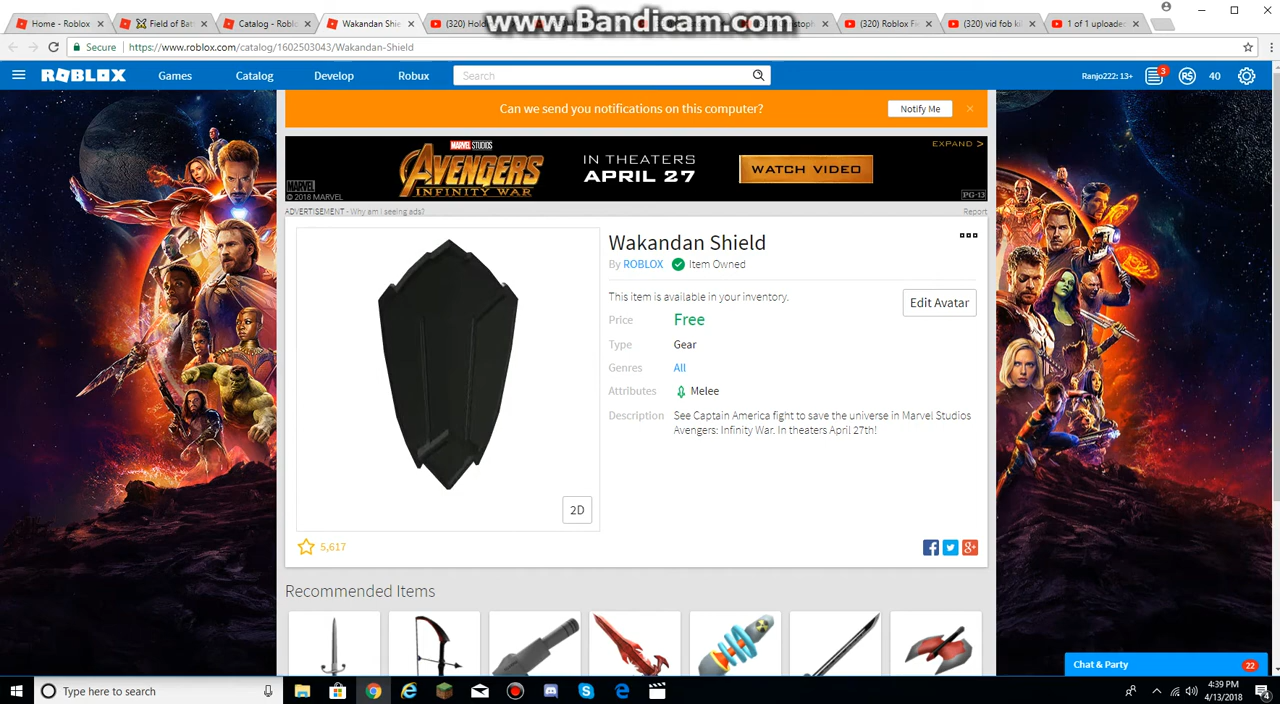 www.Bandicam.com
Home - Roblox
Field of Bat
Catalog - Roblo
Wakandan Shie
(320) Hol
(320) Roblox Fi
(320) vid fob ki
1 of 1 uploade
Secure
https://www.roblox.com/catalog/1602503043/Wakandan-Shield
ROBLOX
Games
Catalog
Develop
Robux
Search
Ranjo222: 13+
3
R$
40
Can we send you notifications on this computer?
Notify Me
MARVEL STUDIOS
AVENGERS
INFINITY WAR
IN THEATERS
APRIL 27
WATCH VIDEO
EXPAND >
MARVEL
© 2018 MARVEL
PG-13
ADVERTISEMENT - Why am I seeing ads?
Report
Wakandan Shield
By ROBLOX Item Owned
This item is available in your inventory.
Edit Avatar
Price Free
Type Gear
Genres All
Attributes Melee
Description See Captain America fight to save the universe in Marvel Studios
Avengers: Infinity War. In theaters April 27th!
2D
5,617
Recommended Items
Chat & Party
22
Type here to search
4:39 PM
4/13/2018
4